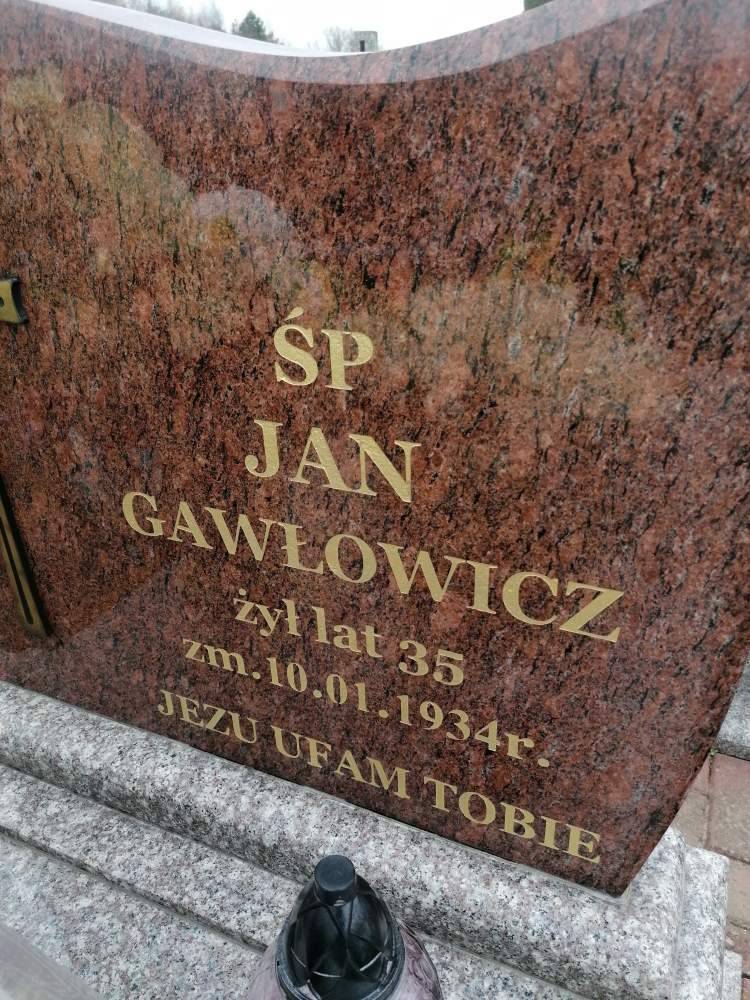 ŚP
JAN
GAWŁOWICZ
żył lat 35
zm.10.01.1934r.
JEZU UFAM TOBIE